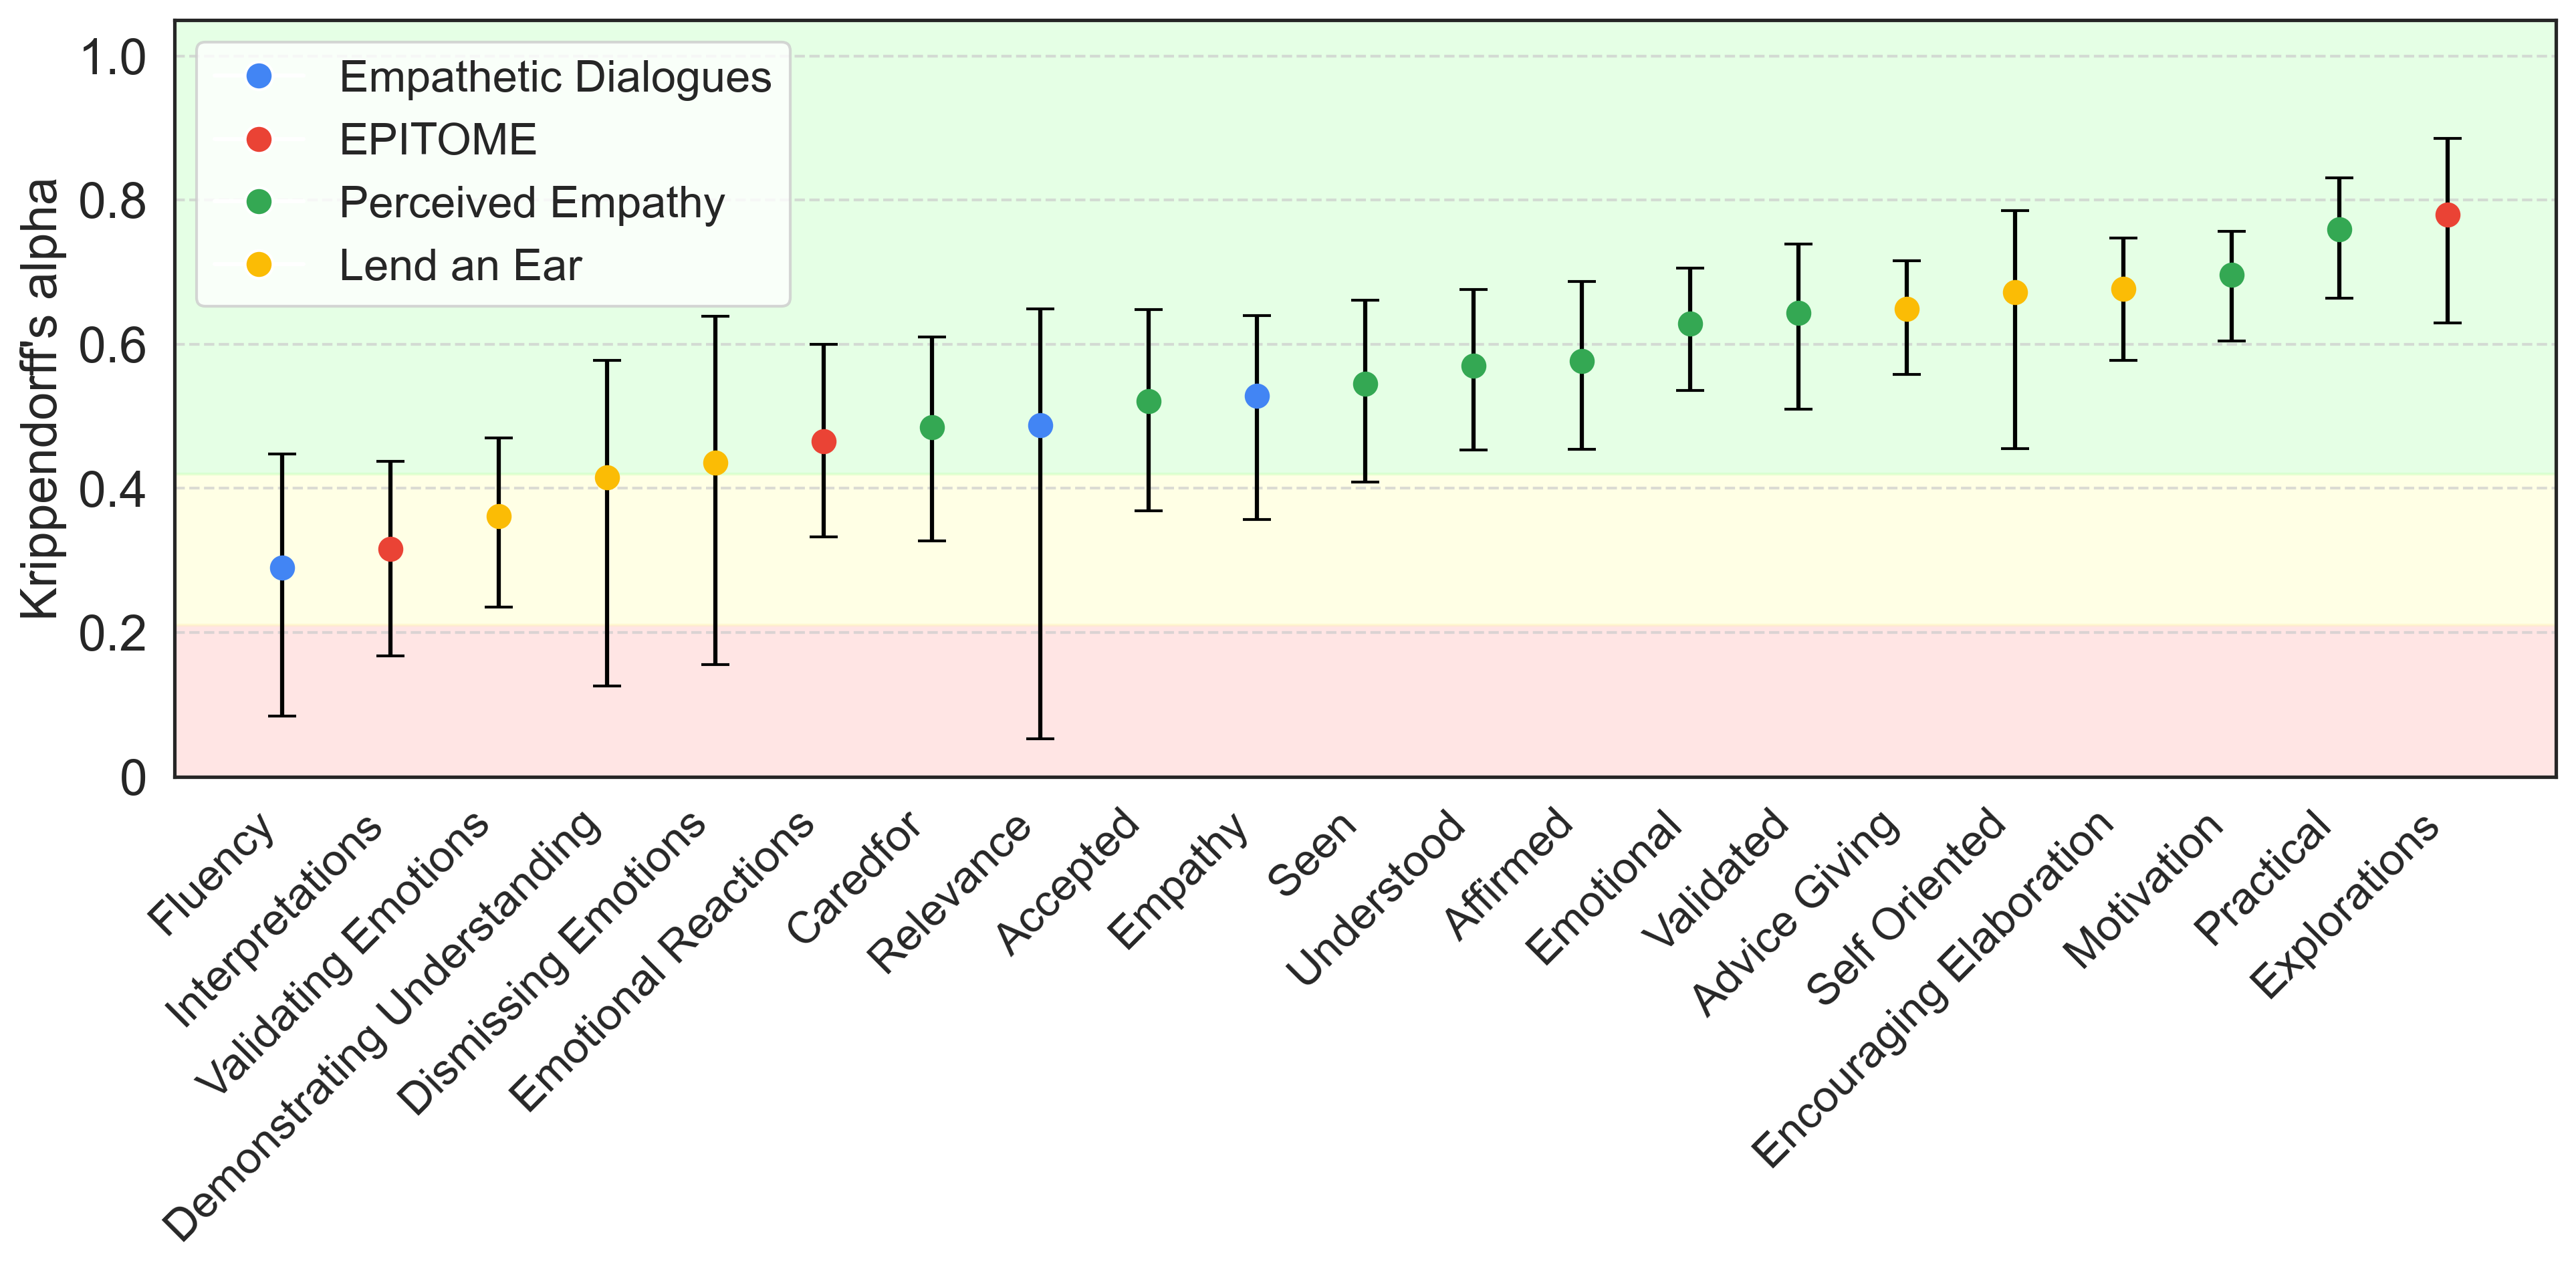 Krippendorff's alpha
1.0
0.8
0.6
0.4
0.2
0
Empathetic Dialogues
EPITOME
Perceived Empathy
Lend an Ear
Fluency
Interpretations
Validating Emotions
Demonstrating Understanding
Dismissing Emotions
Emotional Reactions
Caredfor
Relevance
Accepted
Empathy
Seen
Understood
Affirmed
Emotional
Validated
Advice Giving
Self Oriented
Encouraging Elaboration
Motivation
Practical
Explorations